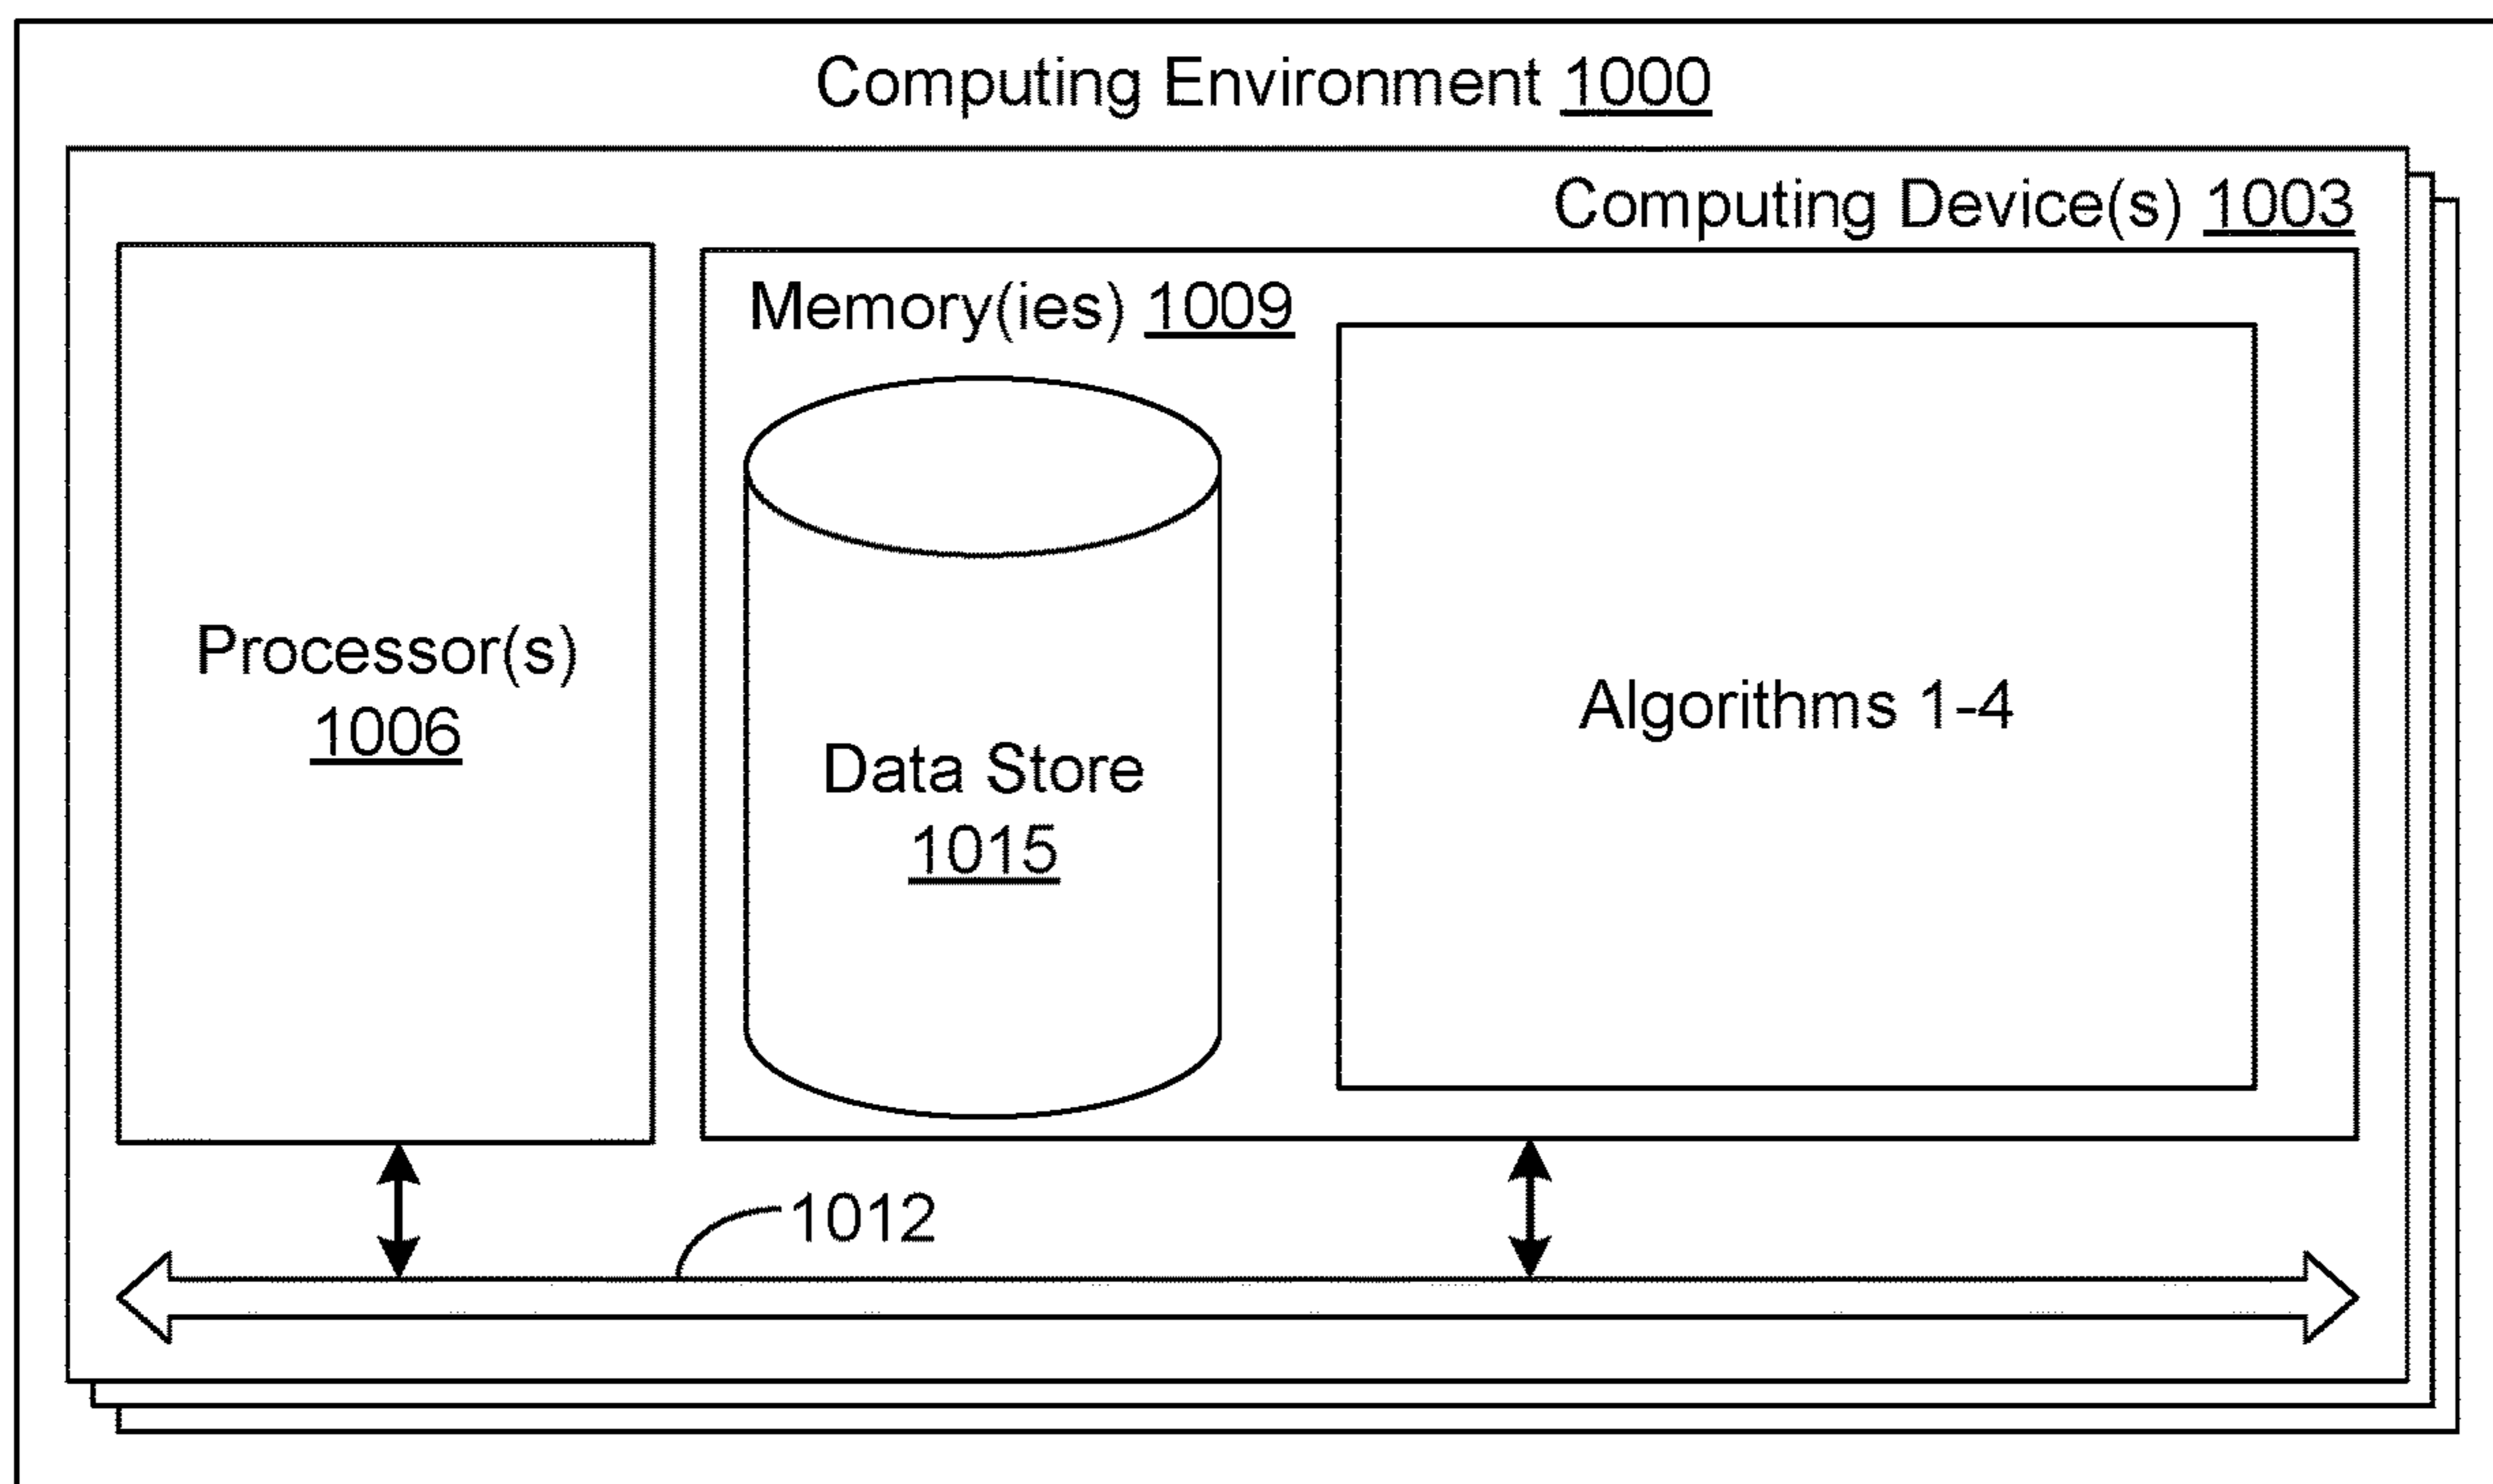 Computing Environment 1000
Computing Device(s) 1003
Memory(ies) 1009
Processor(s)
1006
Data Store
1015
Algorithms 1-4
1012